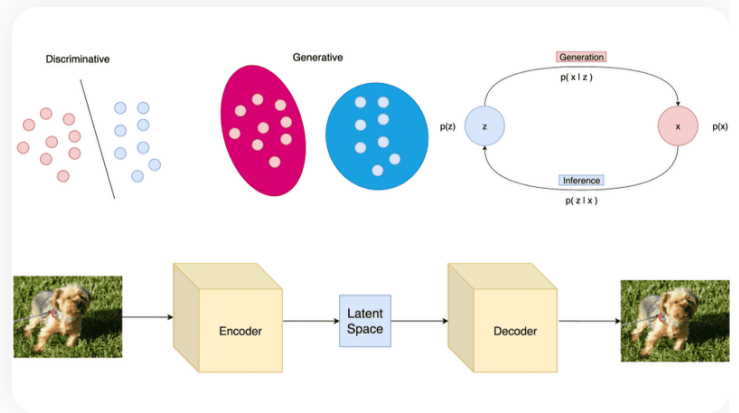 Discriminative
Generative
Generation
p( x | z )
p(z)
z
x
p(x)
Inference
p( z | x )
Encoder
Latent
Space
Decoder